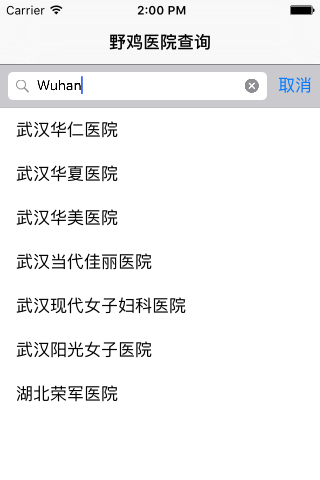 Carrier 2:00 PM
野鸡医院查询
Wuhan 取消
武汉华仁医院
武汉华夏医院
武汉华美医院
武汉当代佳丽医院
武汉现代女子妇科医院
武汉阳光女子医院
湖北荣军医院